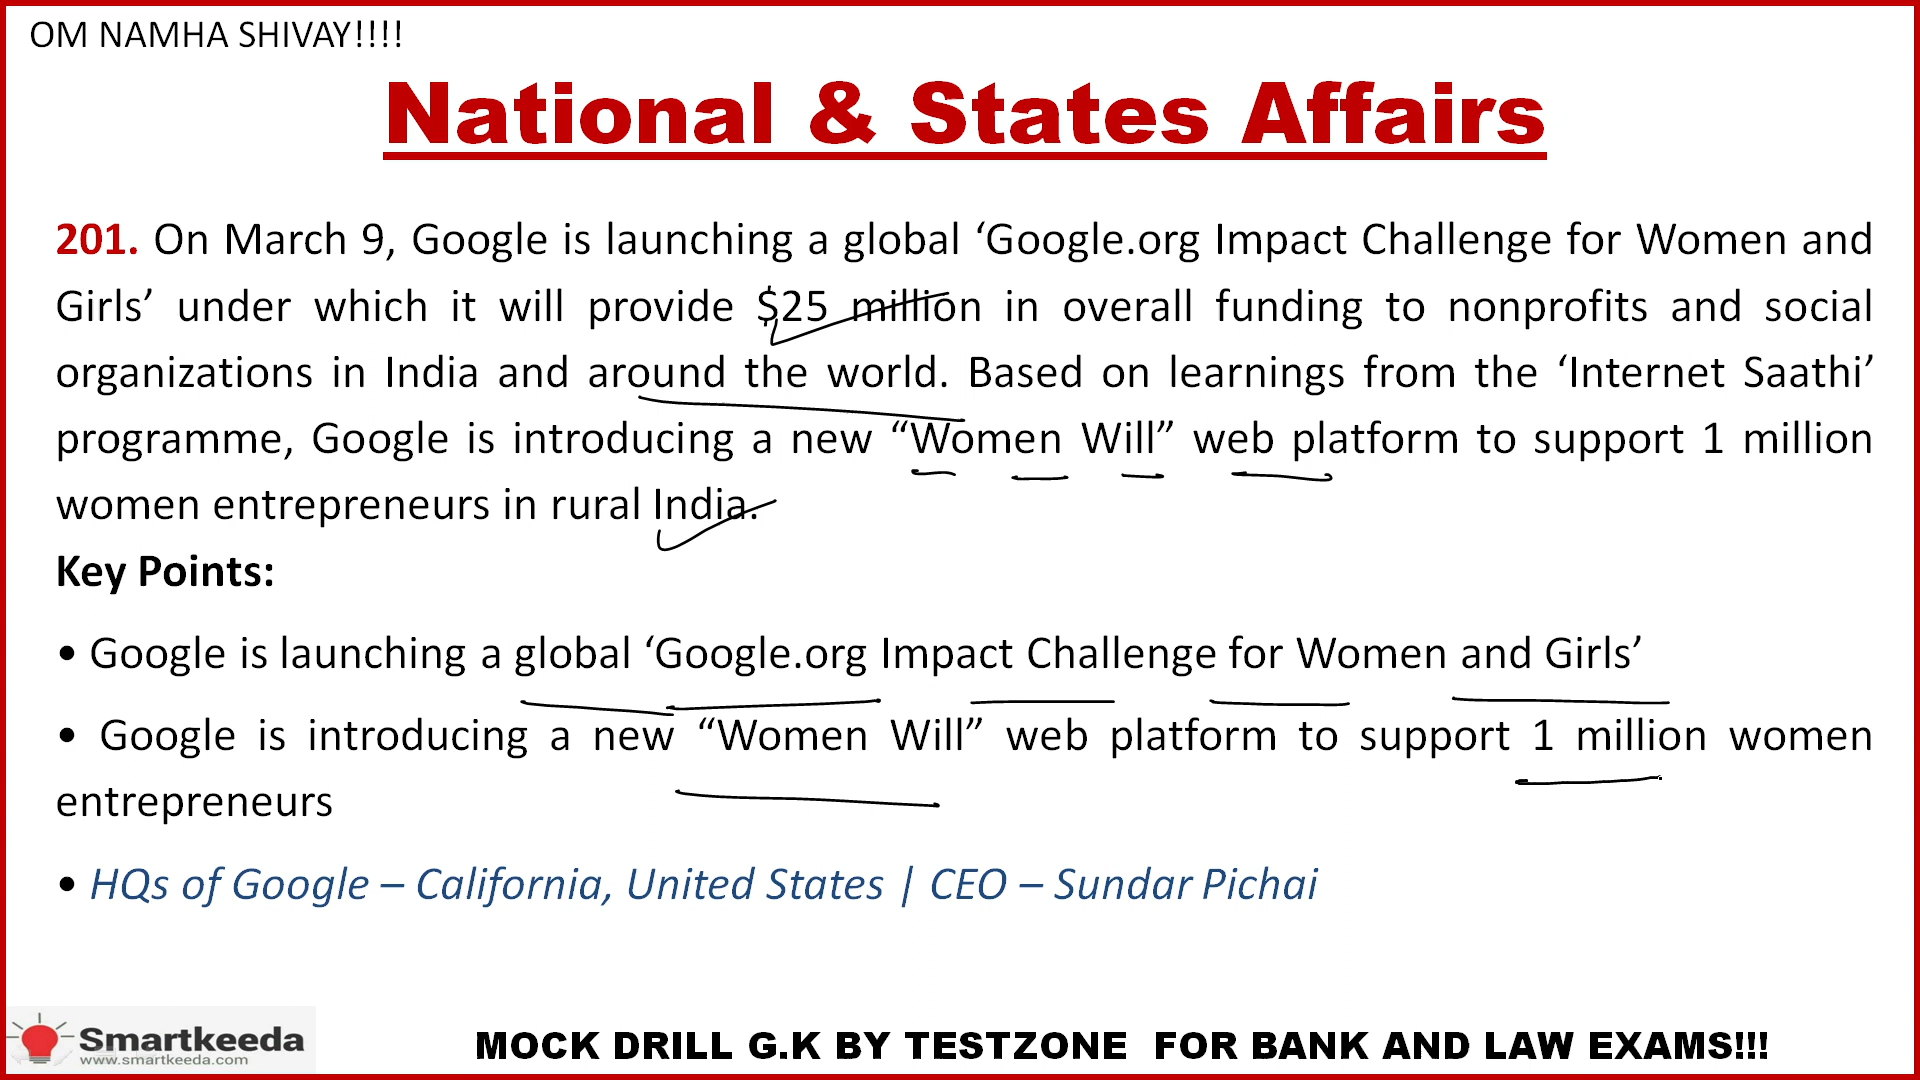 OM NAMHA SHIVAY!!!!
National & States Affairs
201. On March 9, Google is launching a global ‘Google.org Impact Challenge for Women and
Girls’ under which it will provide $25 million in overall funding to nonprofits and social
organizations in India and around the world. Based on learnings from the ‘Internet Saathi’
programme, Google is introducing a new “Women Will” web platform to support 1 million
women entrepreneurs in rural India.
Key Points:
• Google is launching a global ‘Google.org Impact Challenge for Women and Girls’
• Google is introducing a new “Women Will” web platform to support 1 million women
entrepreneurs
• HQs of Google – California, United States | CEO – Sundar Pichai
Smartkeeda
www.smartkeeda.com
MOCK DRILL G.K BY TESTZONE FOR BANK AND LAW EXAMS!!!